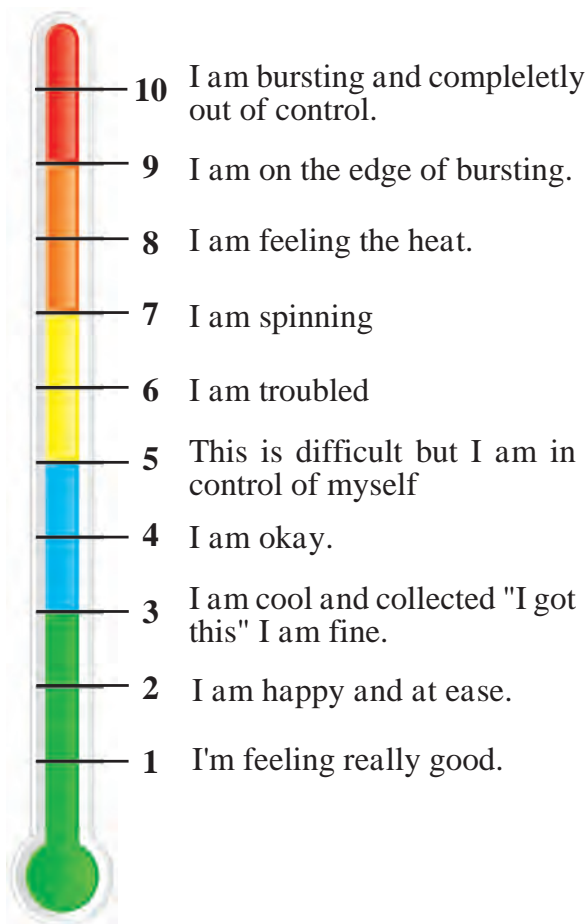 10 I am bursting and compleletly
out of control.
9 I am on the edge of bursting.
8 I am feeling the heat.
7 I am spinning
6 I am troubled
5 This is difficult but I am in
control of myself
4 I am okay.
3 I am cool and collected "I got
this" I am fine.
2 I am happy and at ease.
1 I'm feeling really good.